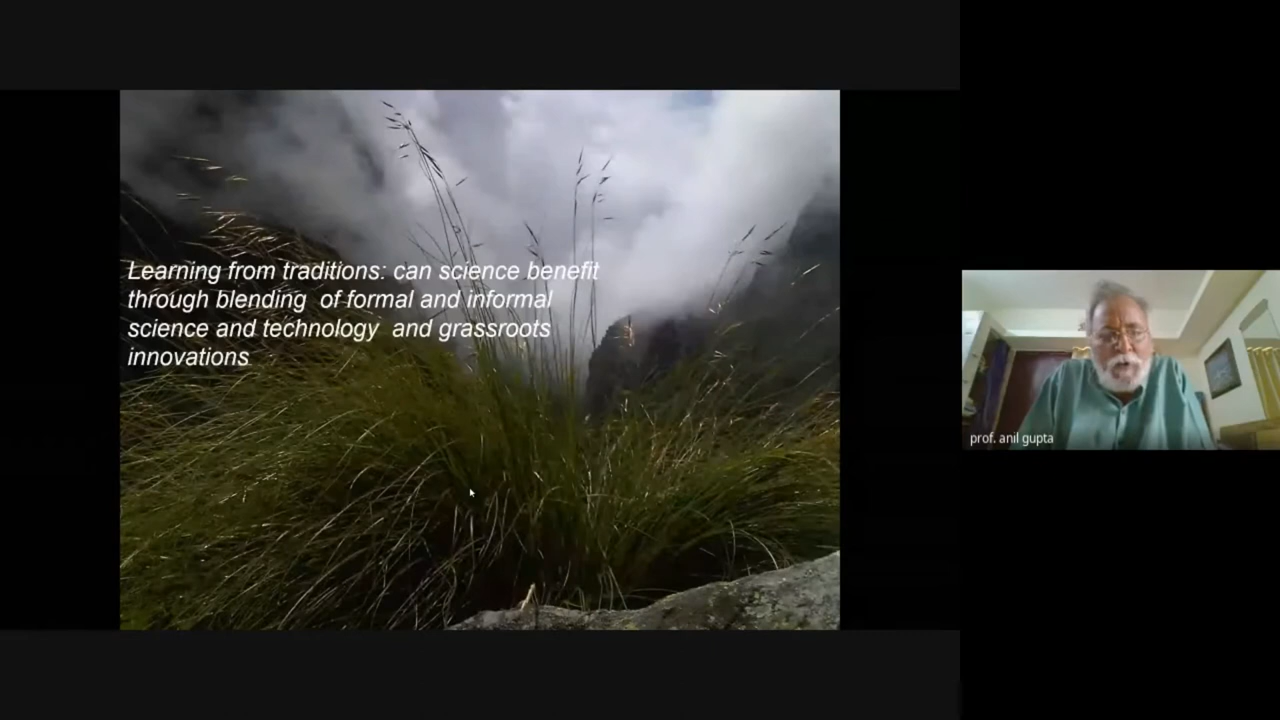 Learning from traditions: can science benefit
through blending  of formal and informal
science and technology  and grassroots
innovations
prof. anil gupta